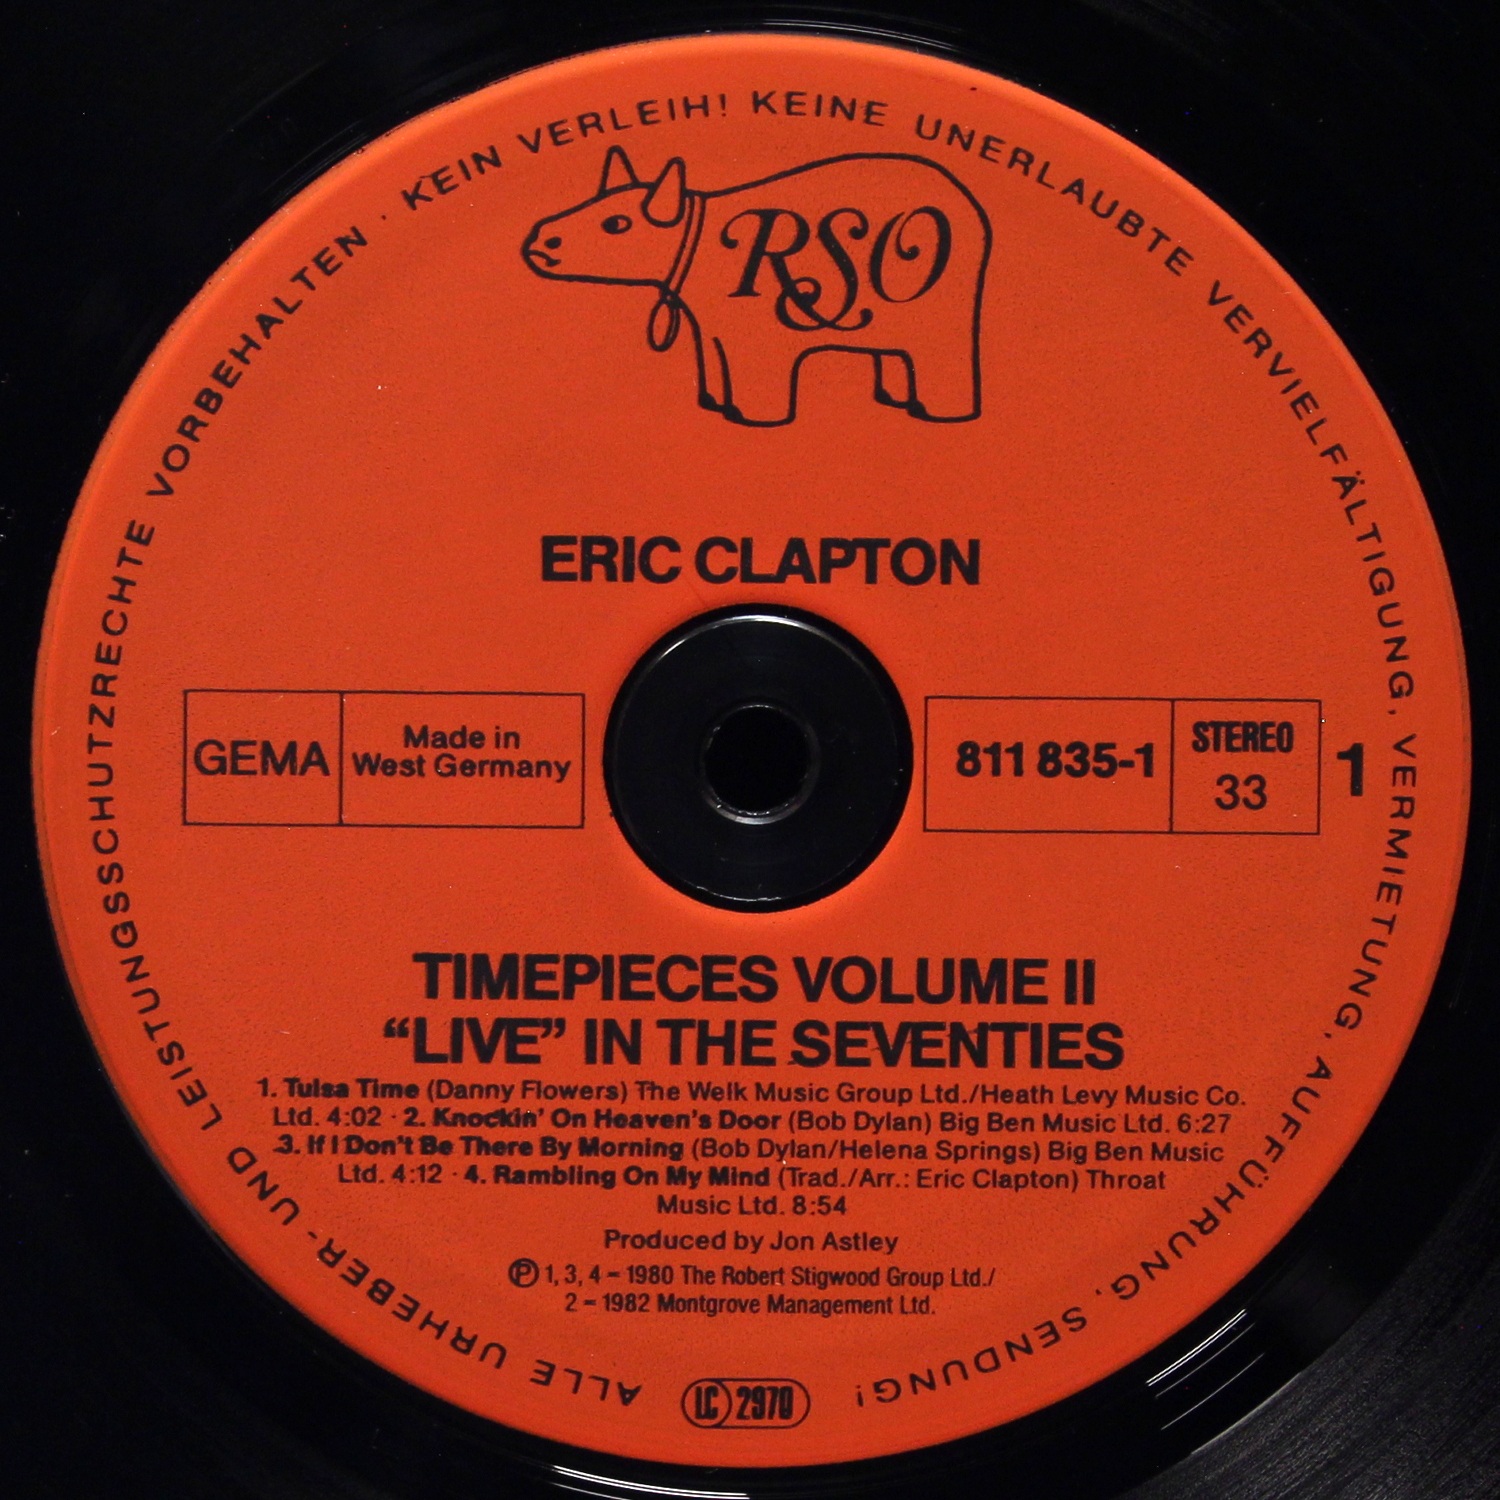 ALLE URHEBER- UND LEISTUNGSSCHUTZRECHTE VORBEHALTEN · KEIN VERLEIH! KEINE UNERLAUBTE VERVIELFÄLTIGUNG, VERMIETUNG, AUFFÜHRUNG, SENDUNG!
RSO
ERIC CLAPTON
GEMA
Made in
West Germany
811 835-1
STEREO
33
1
TIMEPIECES VOLUME II
“LIVE” IN THE SEVENTIES
1. Tulsa Time (Danny Flowers) The Welk Music Group Ltd./Heath Levy Music Co.
Ltd. 4:02 · 2. Knockin' On Heaven's Door (Bob Dylan) Big Ben Music Ltd. 6:27
3. If I Don't Be There By Morning (Bob Dylan/Helena Springs) Big Ben Music
Ltd. 4:12 · 4. Rambling On My Mind (Trad./Arr.: Eric Clapton) Throat
Music Ltd. 8:54
Produced by Jon Astley
℗ 1, 3, 4 – 1980 The Robert Stigwood Group Ltd./
2 – 1982 Montgrove Management Ltd.
LC 2970